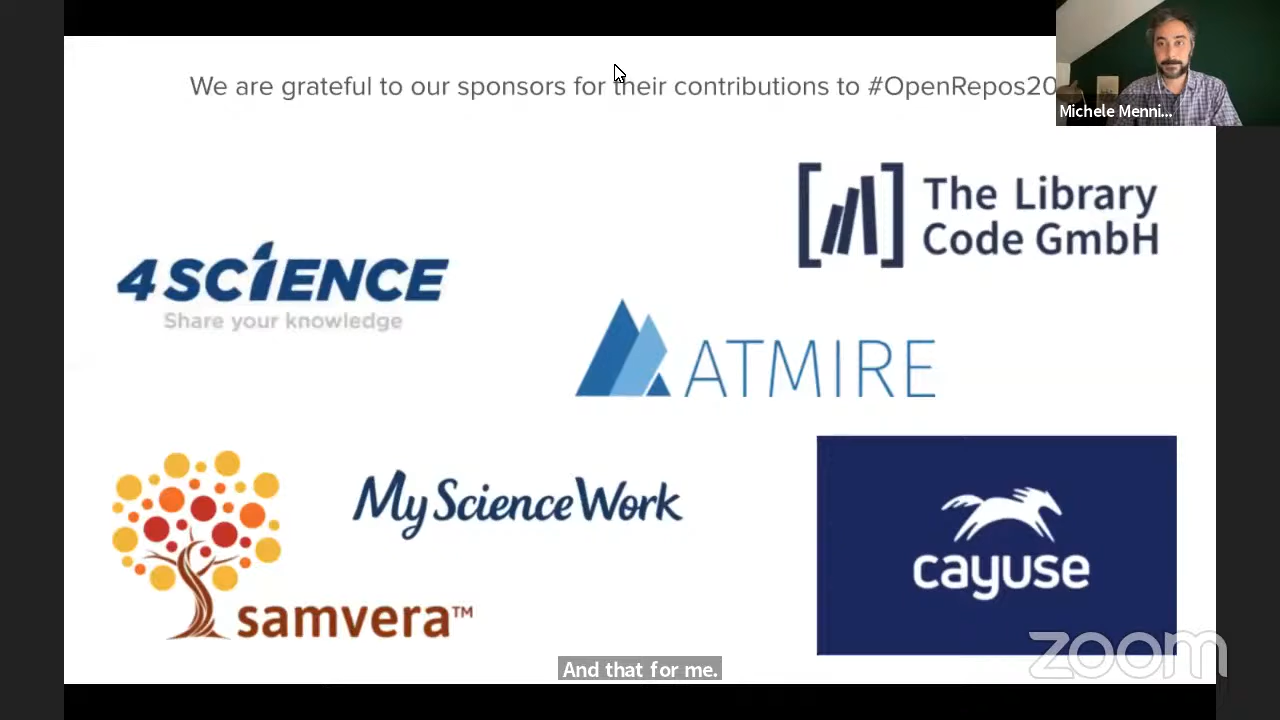 We are grateful to our sponsors for their contributions to #OpenRepos20
Michele Menni...
The Library
Code GmbH
4SCIENCE
Share your knowledge
ATMIRE
MyScienceWork
cayuse
samvera™
zoom
And that for me.